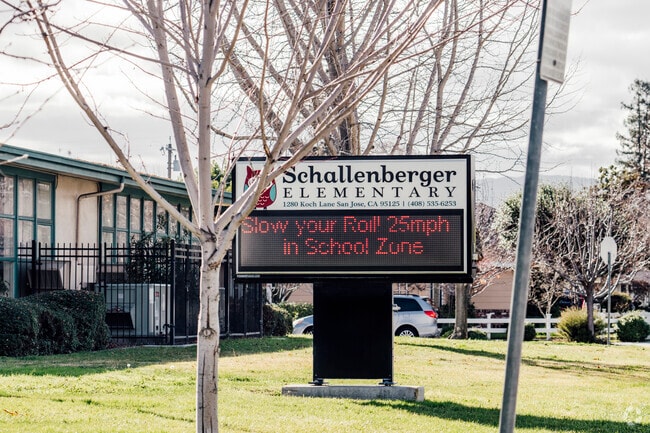 Schallenberger
ELEMENTARY
1280 Koch Lane San Jose, CA 95125 | (408) 535-6253
Slow your Roll! 25mph
in School Zone